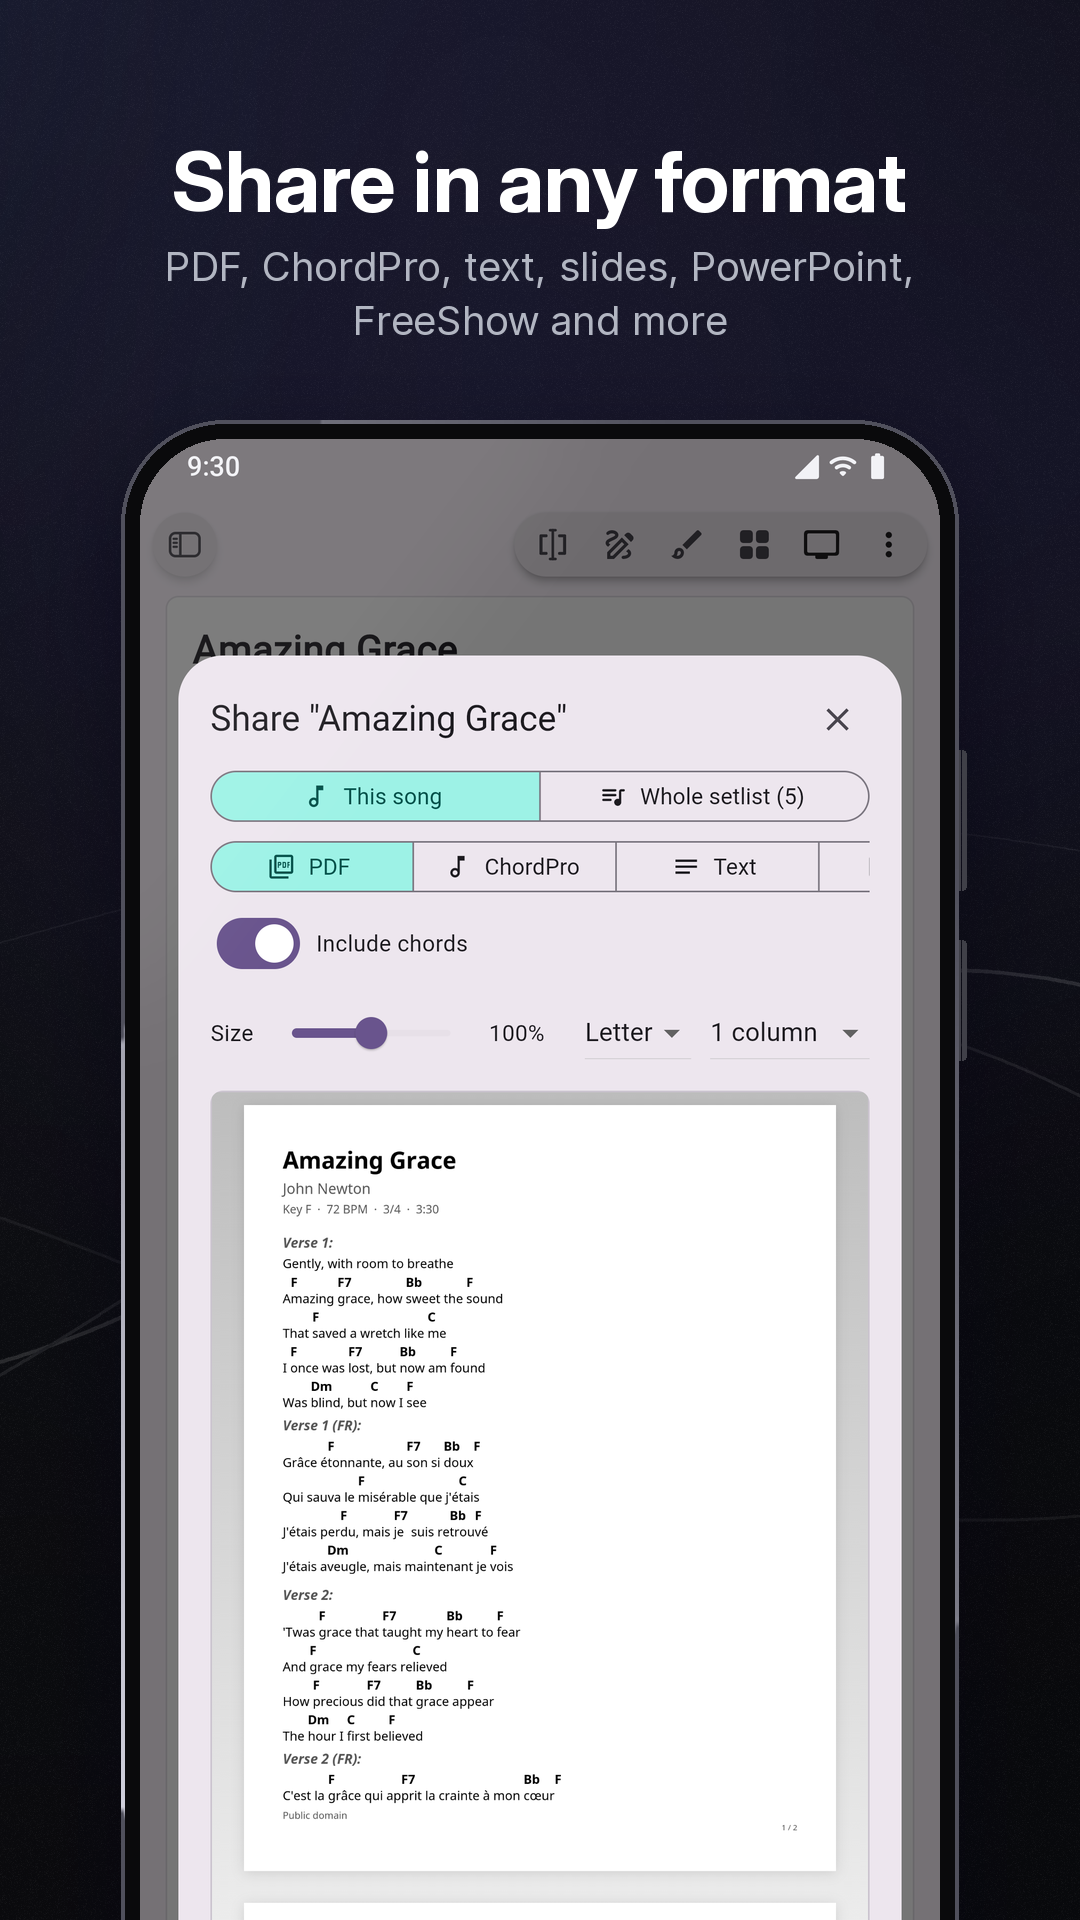 Share in any format
PDF, ChordPro, text, slides, PowerPoint,
FreeShow and more
9:30
Amazing Grace
Share "Amazing Grace"
This song
Whole setlist (5)
PDF
PDF
ChordPro
Text
Include chords
Size
100%
Letter
1 column
Amazing Grace
John Newton
Key F · 72 BPM · 3/4 · 3:30
Verse 1:
Gently, with room to breathe
F F7 Bb F
Amazing grace, how sweet the sound
F C
That saved a wretch like me
F F7 Bb F
I once was lost, but now am found
Dm C F
Was blind, but now I see
Verse 1 (FR):
F F7 Bb F
Grâce étonnante, au son si doux
F C
Qui sauva le misérable que j'étais
F F7 Bb F
J'étais perdu, mais je  suis retrouvé
Dm C F
J'étais aveugle, mais maintenant je vois
Verse 2:
F F7 Bb F
'Twas grace that taught my heart to fear
F C
And grace my fears relieved
F F7 Bb F
How precious did that grace appear
Dm C F
The hour I first believed
Verse 2 (FR):
F F7 Bb F
C'est la grâce qui apprit la crainte à mon cœur
Public domain
1 / 2